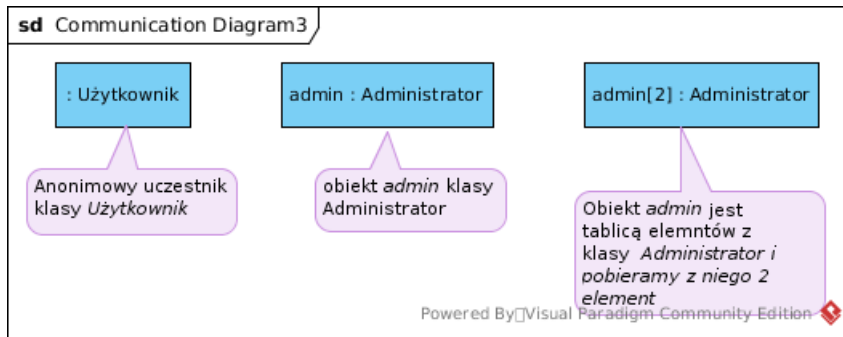 sd Communication Diagram3
: Użytkownik
admin : Administrator
admin[2] : Administrator
Anonimowy uczestnik
klasy Użytkownik
obiekt admin klasy
Administrator
Obiekt admin jest
tablicą elemntów z
klasy Administrator i
pobieramy z niego 2
element
Powered By□Visual Paradigm Community Edition